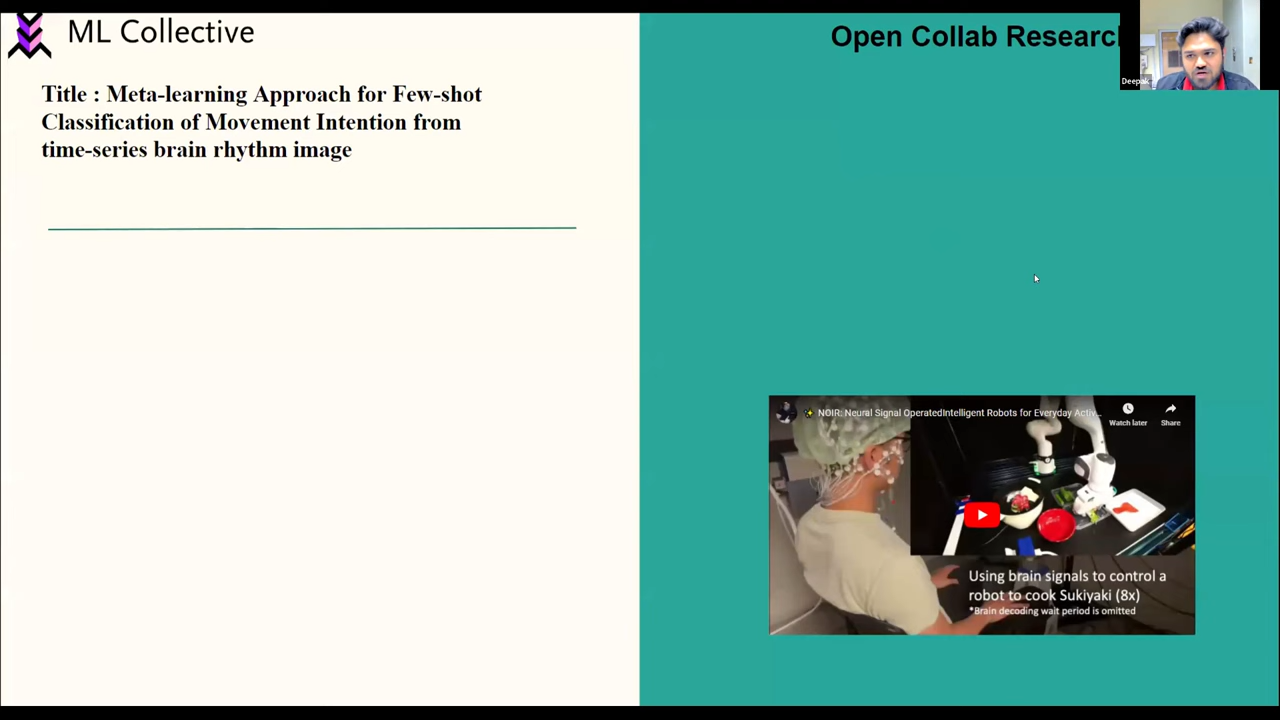 ML Collective
Open Collab Research
Deepak
Title : Meta-learning Approach for Few-shot
Classification of Movement Intention from
time-series brain rhythm image
NOIR: Neural Signal OperatedIntelligent Robots for Everyday Activ...
Watch later
Share
Using brain signals to control a
robot to cook Sukiyaki (8x)
*Brain decoding wait period is omitted